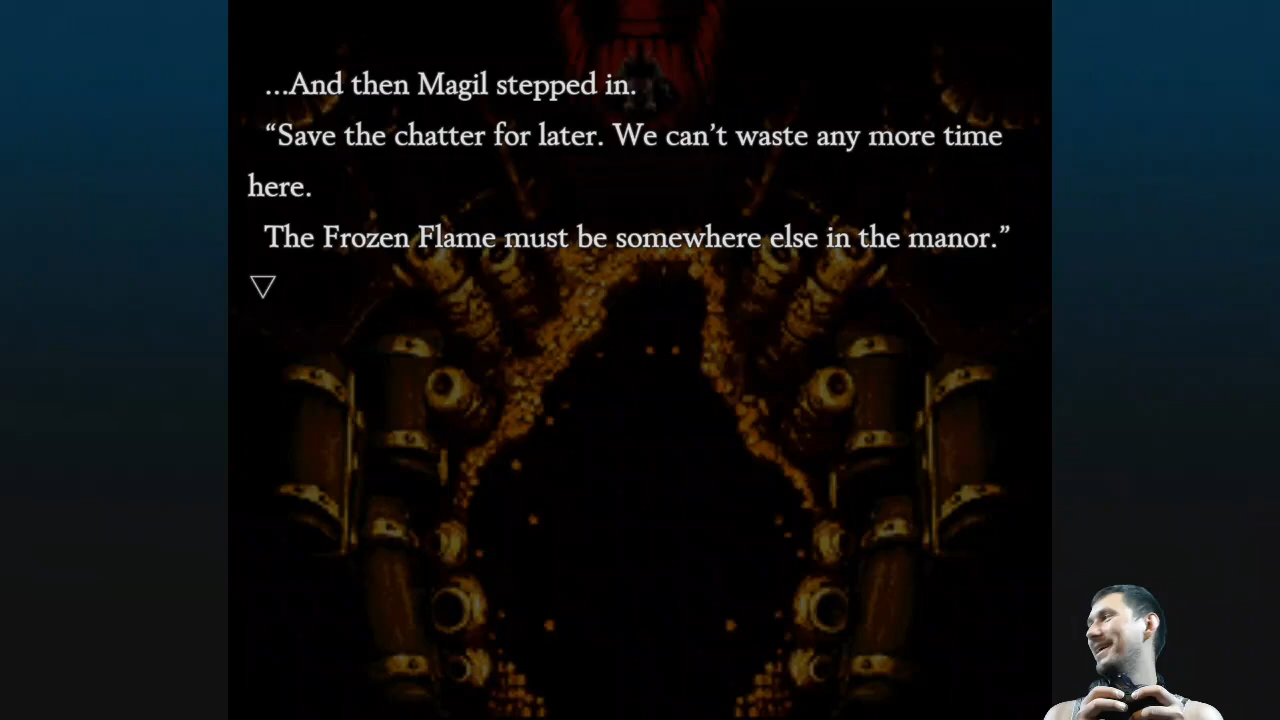 …And then Magil stepped in.
“Save the chatter for later. We can’t waste any more time
here.
The Frozen Flame must be somewhere else in the manor.”